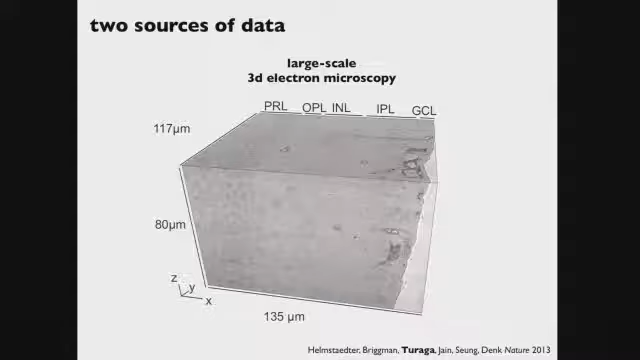 two sources of data
large-scale
3d electron microscopy
PRL OPL INL IPL GCL
117µm
80µm
z
y
x
135 µm
Helmstaedter, Briggman, Turaga, Jain, Seung, Denk Nature 2013